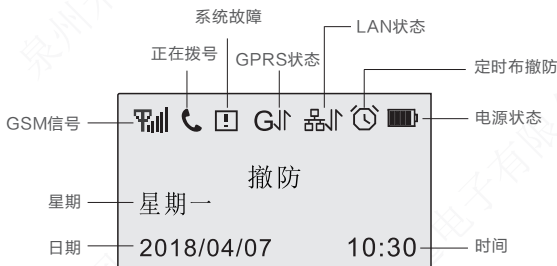 系统故障
LAN状态
正在拨号
GPRS状态
定时布撤防
GSM信号
G
电源状态
撤防
星期
星期一
日期
2018/04/07
10:30
时间